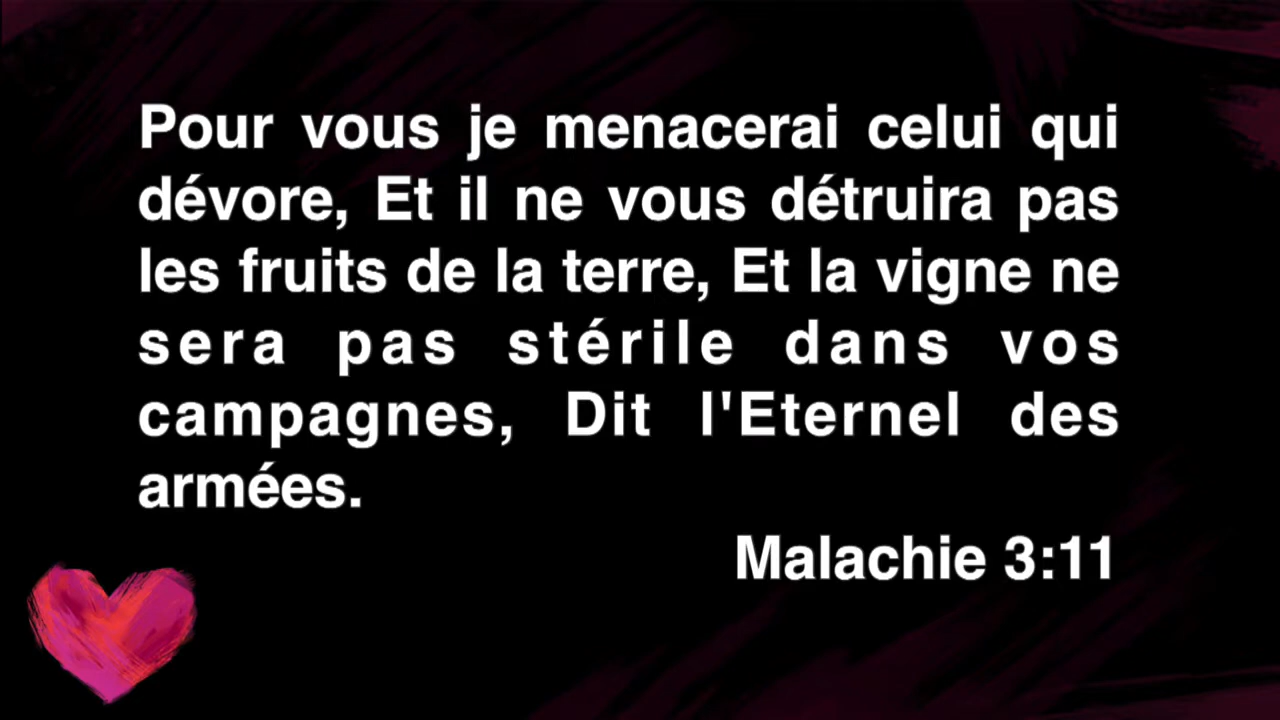 Pour vous je menacerai celui qui
dévore, Et il ne vous détruira pas
les fruits de la terre, Et la vigne ne
sera pas stérile dans vos
campagnes, Dit l'Eternel des
armées.
Malachie 3:11